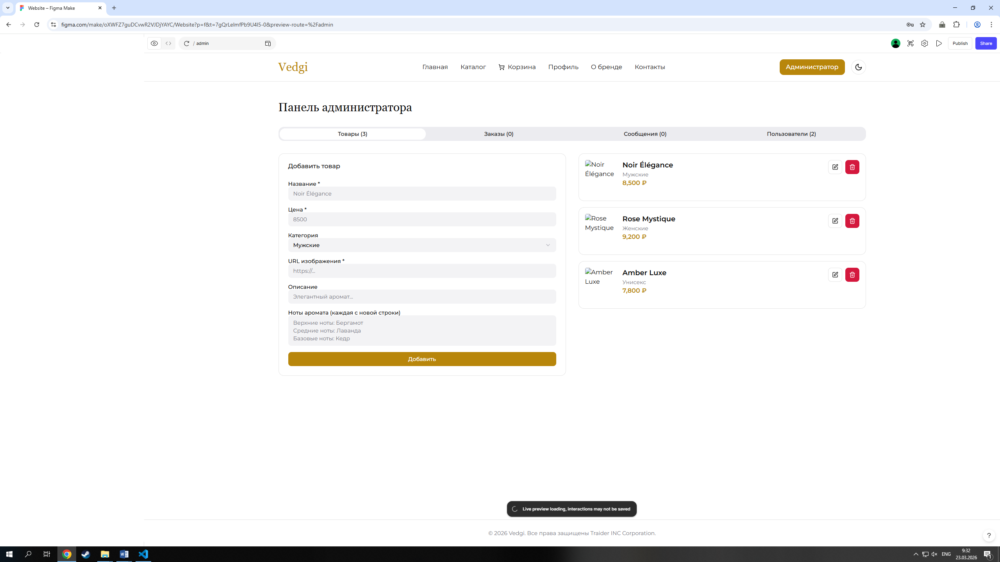 Website – Figma Make
figma.com/make/oXWFZ7guDCvwR2VJDjYAYC/Website?p=f&t=7gQrLelmfPb9U4I5-0&preview-route=%2Fadmin
/ admin
Publish
Share
Vedgi
Главная
Каталог
Корзина
Профиль
О бренде
Контакты
Администратор
Панель администратора
Товары (3)
Заказы (0)
Сообщения (0)
Пользователи (2)
Добавить товар
Название *
Noir Élégance
Цена *
8500
Категория
Мужские
URL изображения *
https://...
Описание
Элегантный аромат...
Ноты аромата (каждая с новой строки)
Верхние ноты: Бергамот
Средние ноты: Лаванда
Базовые ноты: Кедр
Добавить
Noir
Élégance
Noir Élégance
Мужские
8,500 ₽
Rose
Mystique
Rose Mystique
Женские
9,200 ₽
Amber
Luxe
Amber Luxe
Унисекс
7,800 ₽
Live preview loading, interactions may not be saved
© 2026 Vedgi. Все права защищены Traider INC Corporation.
?
ENG
9:32
23.03.2026
1